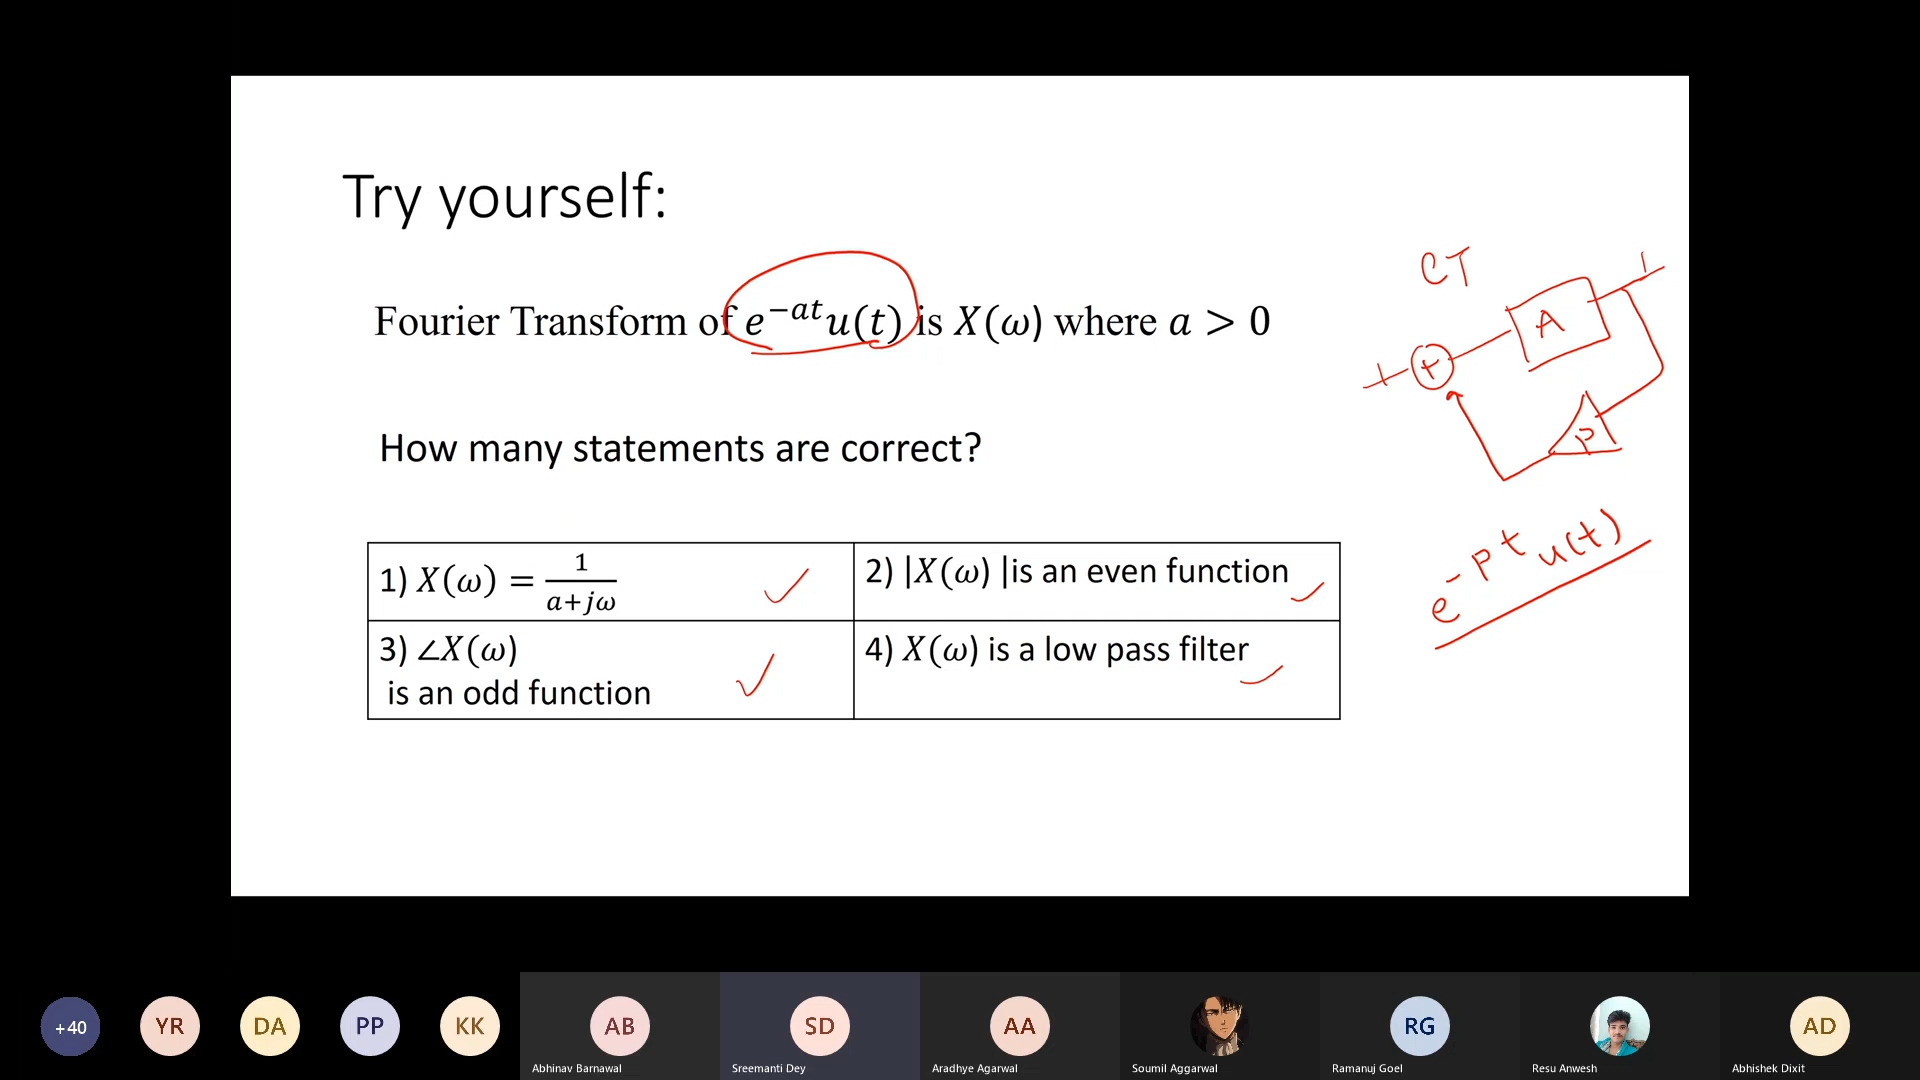 Try yourself:
Fourier Transform of e^{-at}u(t) is X(ω) where a > 0
How many statements are correct?
1) X(ω) = \frac{1}{a+jω}
2) |X(ω) |is an even function
3) ∠X(ω)
is an odd function
4) X(ω) is a low pass filter
CT
A
+
P
e^{-pt} u(t)
+40
YR
DA
PP
KK
AB
SD
AA
RG
AD
Abhinav Barnawal
Sreemanti Dey
Aradhye Agarwal
Soumil Aggarwal
Ramanuj Goel
Resu Anwesh
Abhishek Dixit